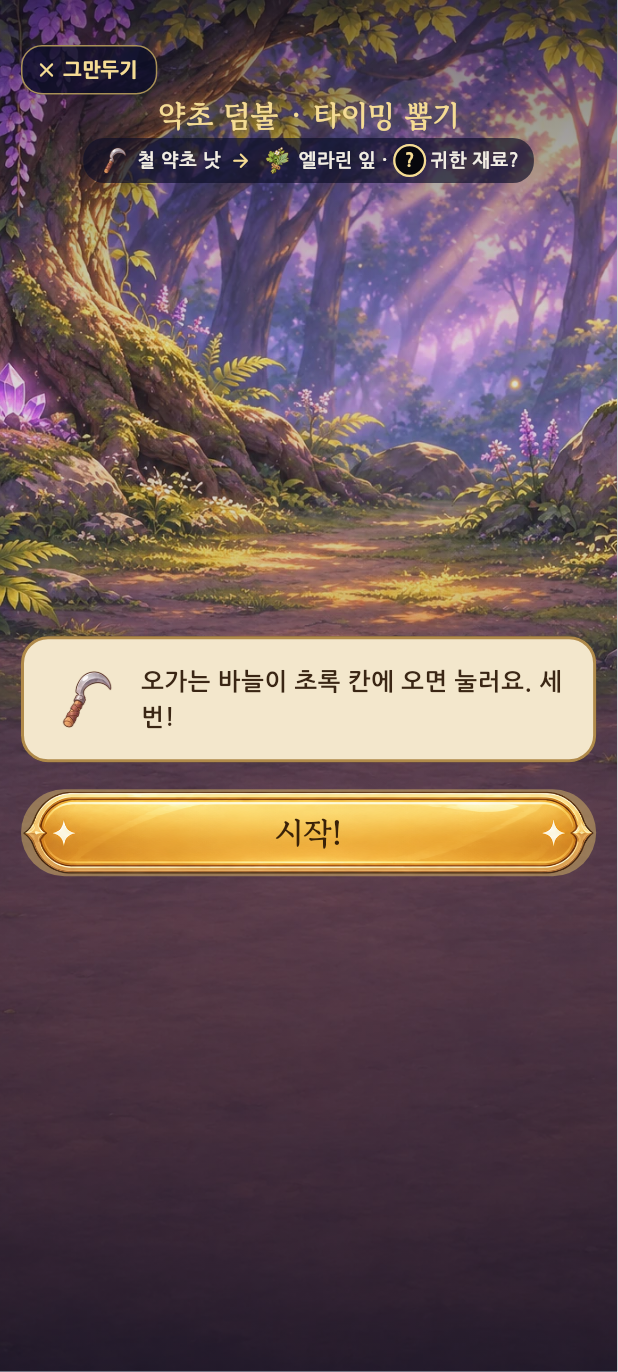 × 그만두기
약초 덤불 · 타이밍 뽑기
철 약초 낫 → 엘라린 잎 · ? 귀한 재료?
오가는 바늘이 초록 칸에 오면 눌러요. 세
번!
시작!